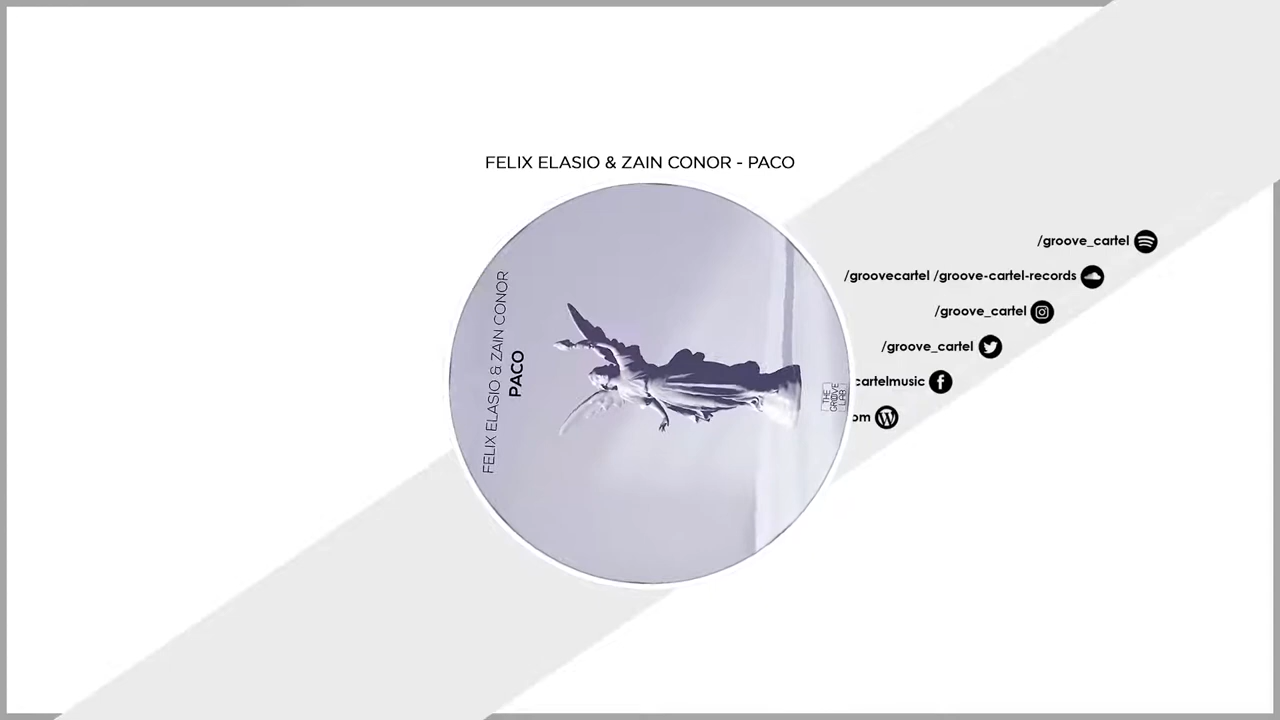 FELIX ELASIO & ZAIN CONOR - PACO
/groove_cartel
/groovecartel /groove-cartel-records
/groove_cartel
/groove_cartel
cartelmusic
om
FELIX ELASIO & ZAIN CONOR
PACO
THE
GROOVE
LAB